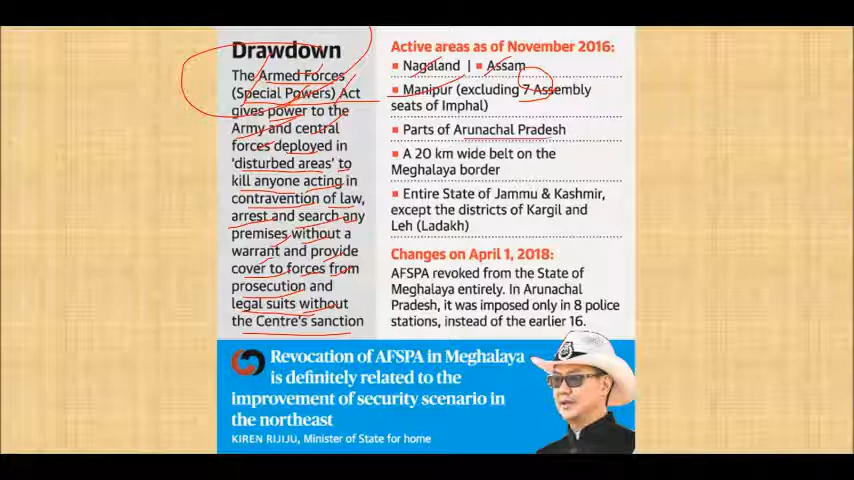 Drawdown
The Armed Forces
(Special Powers) Act
gives power to the
Army and central
forces deployed in
'disturbed areas' to
kill anyone acting in
contravention of law,
arrest and search any
premises without a
warrant and provide
cover to forces from
prosecution and
legal suits without
the Centre's sanction
Active areas as of November 2016:
▪ Nagaland | ▪ Assam
▪ Manipur (excluding 7 Assembly
seats of Imphal)
▪ Parts of Arunachal Pradesh
▪ A 20 km wide belt on the
Meghalaya border
▪ Entire State of Jammu & Kashmir,
except the districts of Kargil and
Leh (Ladakh)
Changes on April 1, 2018:
AFSPA revoked from the State of
Meghalaya entirely. In Arunachal
Pradesh, it was imposed only in 8 police
stations, instead of the earlier 16.
Revocation of AFSPA in Meghalaya
is definitely related to the
improvement of security scenario in
the northeast
KIREN RIJIJU, Minister of State for home